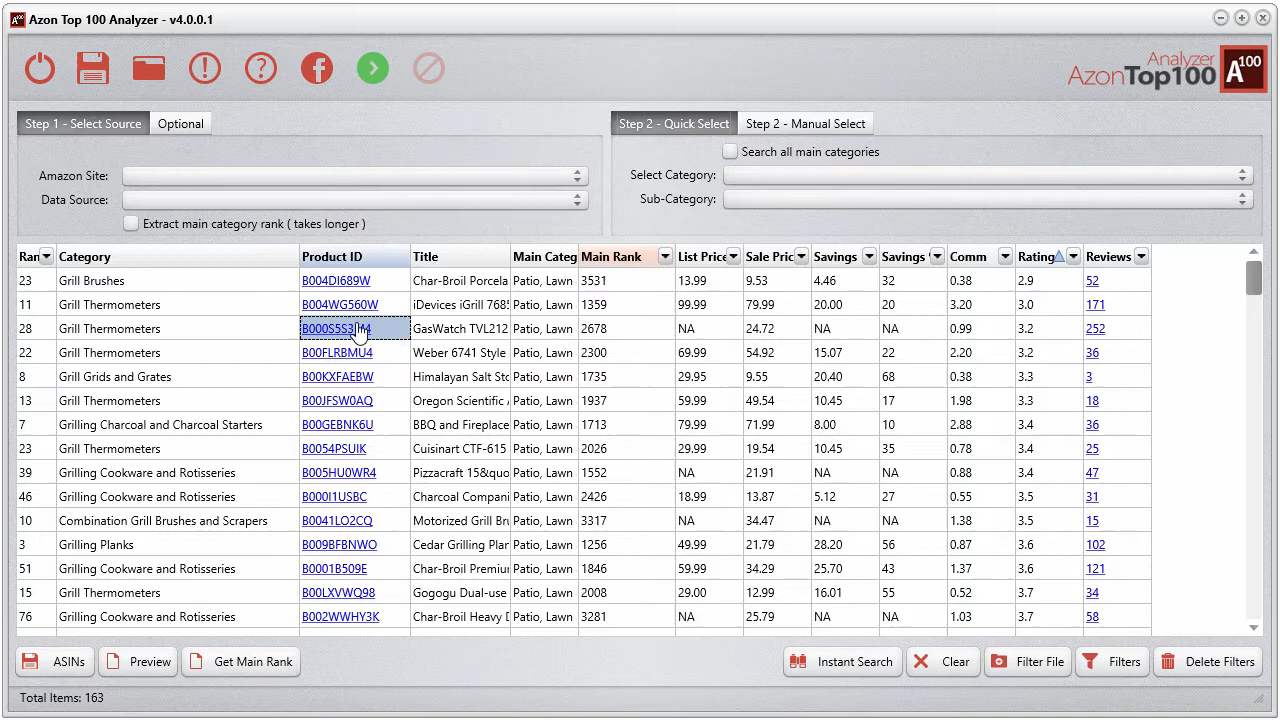 Azon Top 100 Analyzer - v4.0.0.1
Analyzer
AzonTop100
A100
Step 1 - Select Source Optional
Step 2 - Quick Select Step 2 - Manual Select
Search all main categories
Amazon Site:
Select Category:
Data Source:
Sub-Category:
Extract main category rank ( takes longer )
Ran Category Product ID Title Main Categ Main Rank List Price Sale Pric Savings Savings ( Comm Rating Reviews
23 Grill Brushes B004DI689W Char-Broil Porcela Patio, Lawn 3531 13.99 9.53 4.46 32 0.38 2.9 52
11 Grill Thermometers B004WG560W iDevices iGrill 768 Patio, Lawn 1359 99.99 79.99 20.00 20 3.20 3.0 171
28 Grill Thermometers GasWatch TVL212 Patio, Lawn 2678 NA 24.72 NA NA 0.99 3.2 252
22 Grill Thermometers B00FLRBMU4 Weber 6741 Style Patio, Lawn 2300 69.99 54.92 15.07 22 2.20 3.2 36
8 Grill Grids and Grates B00KXFAEBW Himalayan Salt Sto Patio, Lawn 1735 29.95 9.55 20.40 68 0.38 3.3 3
13 Grill Thermometers B00JFSW0AQ Oregon Scientific Patio, Lawn 1937 59.99 49.54 10.45 17 1.98 3.3 18
7 Grilling Charcoal and Charcoal Starters B00GEBNK6U BBQ and Fireplace Patio, Lawn 1713 79.99 71.99 8.00 10 2.88 3.4 36
23 Grill Thermometers B0054PSUIK Cuisinart CTF-615 Patio, Lawn 2026 29.99 19.54 10.45 35 0.78 3.4 25
39 Grilling Cookware and Rotisseries B005HU0WR4 Pizzacraft 15&quo Patio, Lawn 1552 NA 21.91 NA NA 0.88 3.4 47
46 Grilling Cookware and Rotisseries B000I1USBC Charcoal Compani Patio, Lawn 2426 18.99 13.87 5.12 27 0.55 3.5 31
10 Combination Grill Brushes and Scrapers B0041LO2CQ Motorized Grill Bru Patio, Lawn 3317 NA 34.47 NA NA 1.38 3.5 15
3 Grilling Planks B009BFBNWO Cedar Grilling Plan Patio, Lawn 1256 49.99 21.79 28.20 56 0.87 3.6 102
51 Grilling Cookware and Rotisseries B0001B509E Char-Broil Premiur Patio, Lawn 1846 59.99 34.29 25.70 43 1.37 3.6 121
15 Grilling Cookware and Rotisseries B00LXVWQ98 Gogogu Dual-use Patio, Lawn 2008 29.00 12.99 16.01 55 0.52 3.7 34
76 Grilling Cookware and Rotisseries B002WWHY3K Char-Broil Heavy D Patio, Lawn 3281 NA 25.79 NA NA 1.03 3.7 58
ASINs Preview Get Main Rank Instant Search Clear Filter File Filters Delete Filters
Total Items: 163